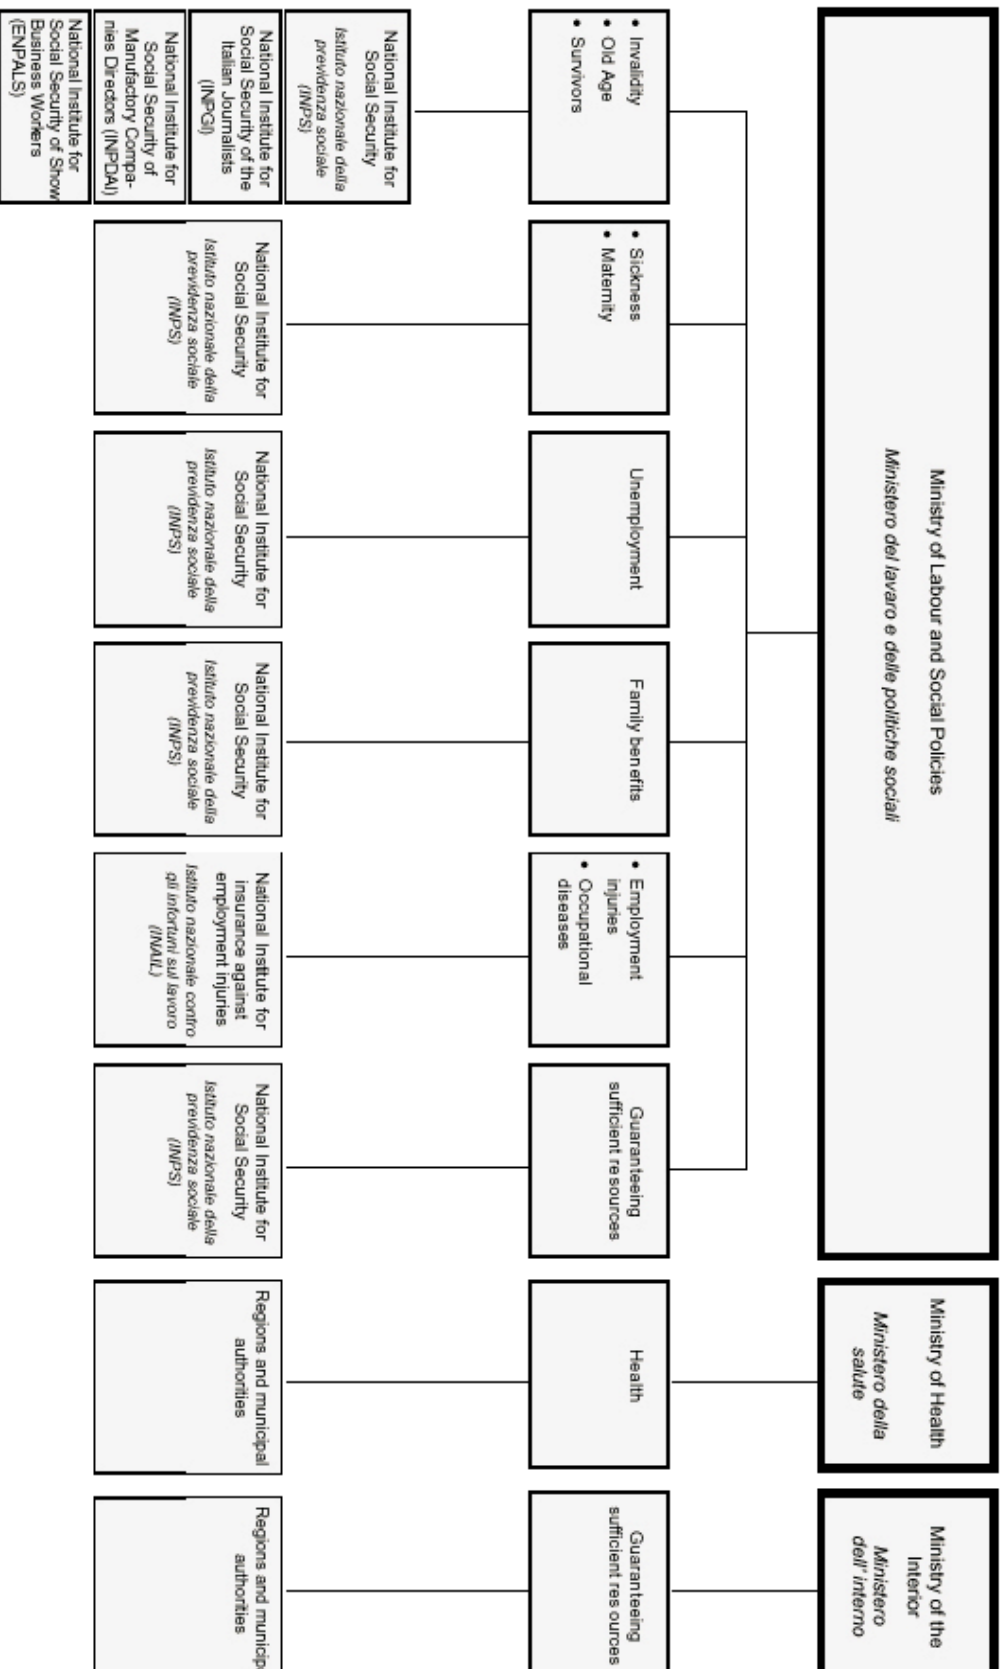 Ministry of Labour and Social Policies
Ministero del lavaro e delle politiche sociali
Ministry of Health
Ministero della
salute
Ministry of the
Interior
Ministero
dell' interno
• Invalidity
• Old Age
• Survivors
• Sickness
• Maternity
Unemployment
Family benefits
• Employment
injuries
• Occupational
diseases
Guaranteeing
sufficient resources
Health
Guaranteeing
sufficient resources
National Institute for
Social Security
Istituto nazionale della
previdenza sociale
(INPS)
National Institute for
Social Security of the
Italian Journalists
(INPGI)
National Institute for
Social Security of
Manufactory Compa-
nies Directors (INPDAI)
National Institute for
Social Security of Show
Business Workers
(ENPALS)
National Institute for
Social Security
Istituto nazionale della
previdenza sociale
(INPS)
National Institute for
Social Security
Istituto nazionale della
previdenza sociale
(INPS)
National Institute for
Social Security
Istituto nazionale della
previdenza sociale
(INPS)
National Institute for
insurance against
employment injuries
Istituto nazionale contro
gli infortuni sul lavoro
(INAIL)
National Institute for
Social Security
Istituto nazionale della
previdenza sociale
(INPS)
Regions and municipal
authorities
Regions and municip
authorities